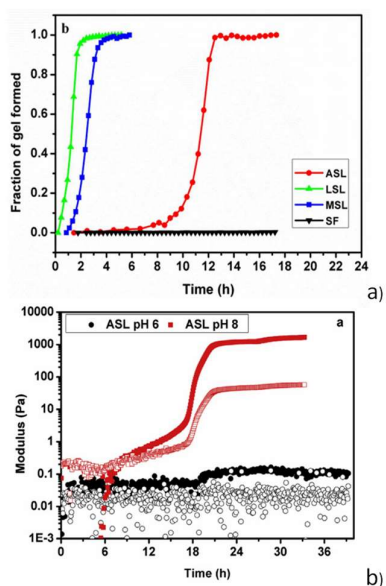 b
1.0
0.8
0.6
0.4
0.2
0.0
Fraction of gel formed
ASL
LSL
MSL
SF
0 2 4 6 8 10 12 14 16 18 20 22 24
Time (h)
a)
a
ASL pH 6 ASL pH 8
10000
1000
100
10
1
0.1
0.01
1E-3
Modulus (Pa)
0 6 12 18 24 30 36
Time (h)
b)